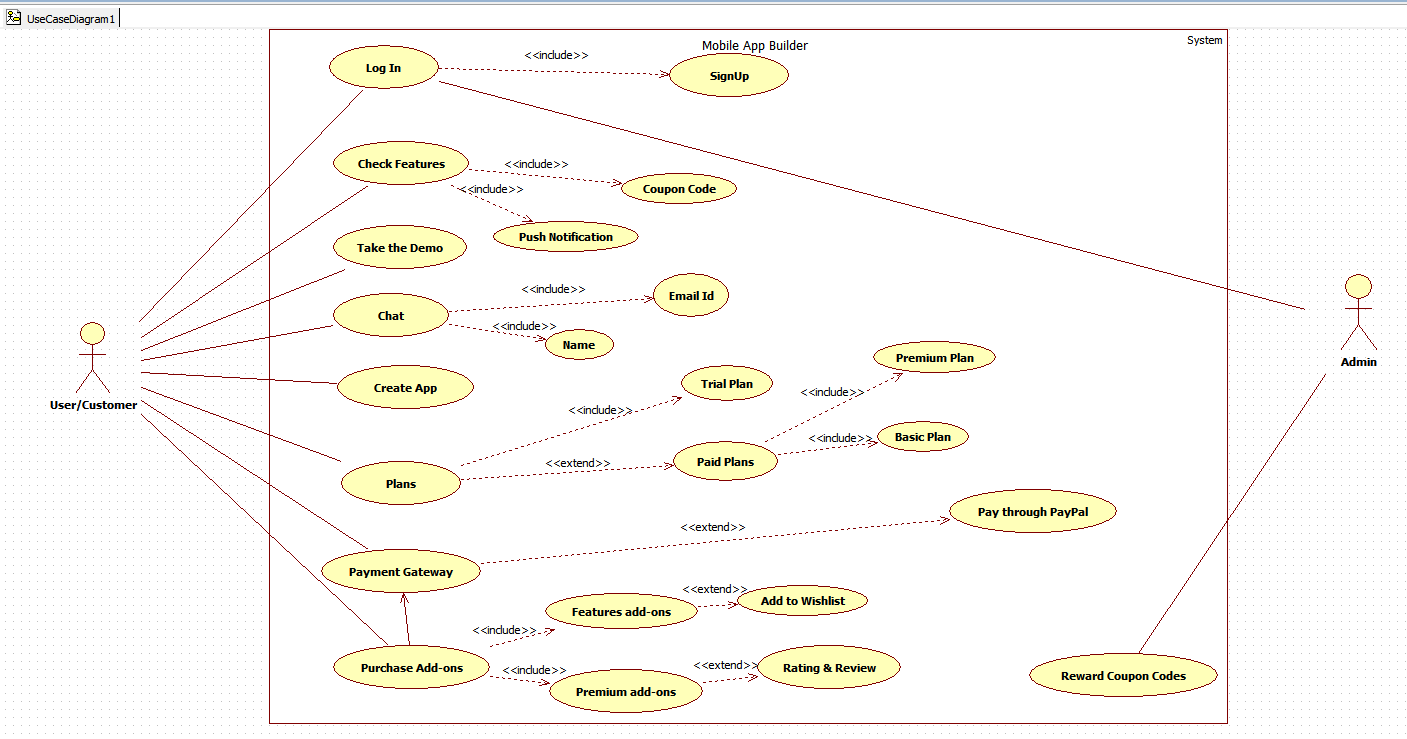 UseCaseDiagram1
System
Mobile App Builder
<<include>>
Log In
SignUp
Check Features
<<include>>
Coupon Code
<<include>>
Push Notification
Take the Demo
<<include>>
Email Id
Chat
<<include>>
Name
User/Customer
Admin
Create App
Premium Plan
Trial Plan
<<include>>
<<include>>
Basic Plan
<<include>>
Paid Plans
<<extend>>
Plans
Pay through PayPal
<<extend>>
Payment Gateway
<<extend>>
Add to Wishlist
Features add-ons
<<include>>
Purchase Add-ons
<<include>>
<<extend>>
Rating & Review
Premium add-ons
Reward Coupon Codes